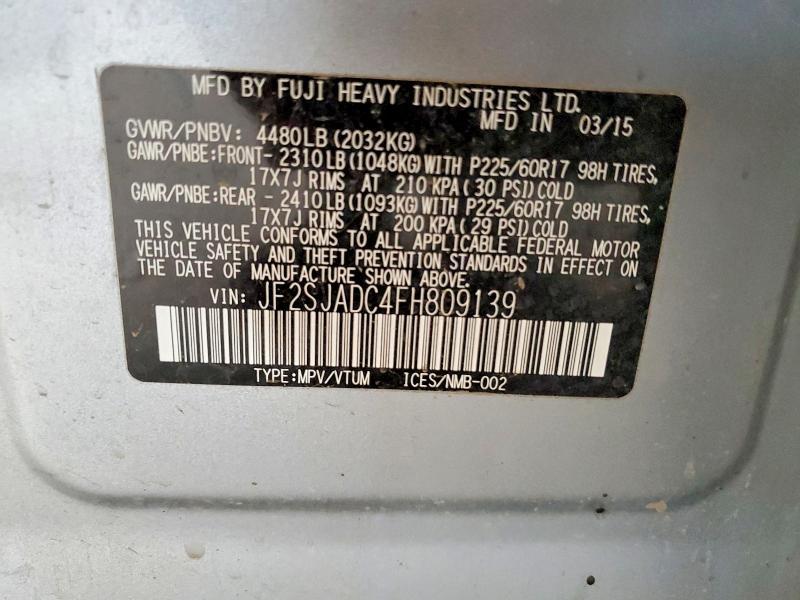 MFD BY FUJI HEAVY INDUSTRIES LTD.
MFD IN 03/15
GVWR/PNBV: 4480LB (2032KG)
GAWR/PNBE:FRONT- 2310LB (1048KG)WITH P225/60R17 98H TIRES,
17X7J RIMS AT 210 KPA ( 30 PSI) COLD
GAWR/PNBE:REAR - 2410LB (1093KG)WITH P225/60R17 98H TIRES,
17X7J RIMS AT 200 KPA (29 PSI) COLD
THIS VEHICLE CONFORMS TO ALL APPLICABLE FEDERAL MOTOR
VEHICLE SAFETY AND THEFT PREVENTION STANDARDS IN EFFECT ON
THE DATE OF MANUFACTURE SHOWN ABOVE.
VIN: JF2SJADC4FH809139
TYPE:MPV/VTUM ICES/NMB-002